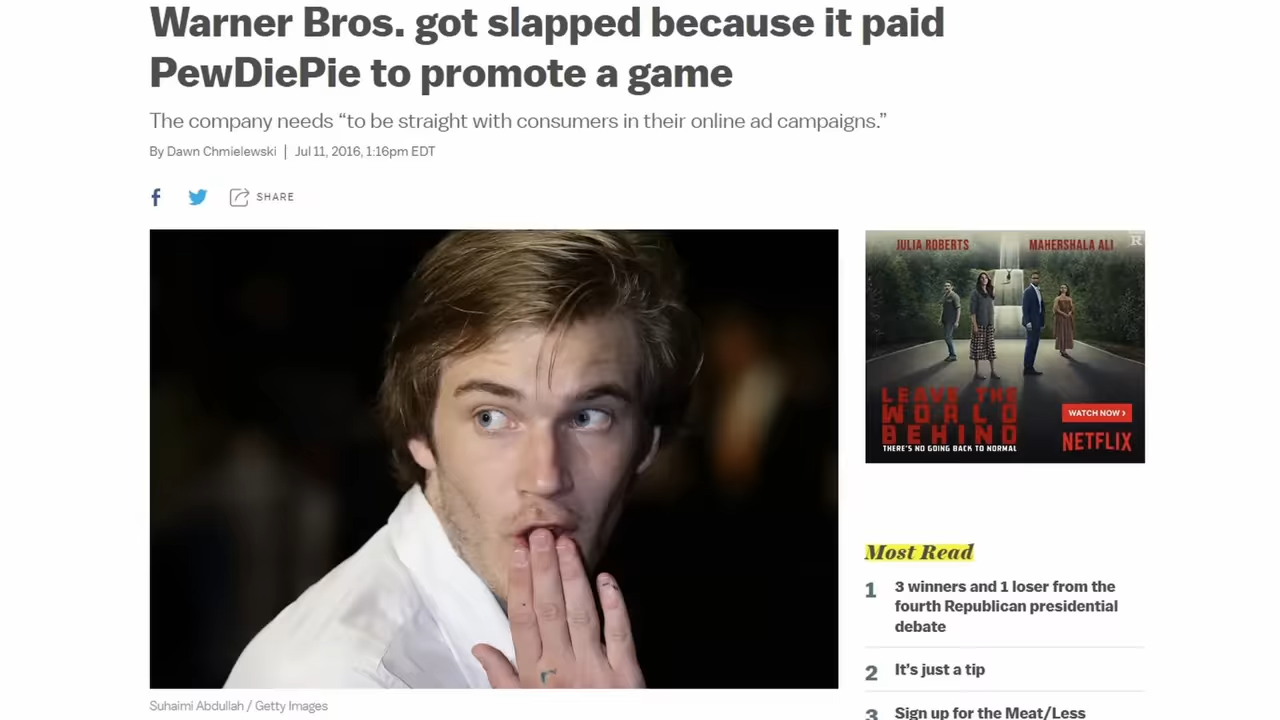 Warner Bros. got slapped because it paid
PewDiePie to promote a game
The company needs “to be straight with consumers in their online ad campaigns.”
By Dawn Chmielewski | Jul 11, 2016, 1:16pm EDT
SHARE
JULIA ROBERTS
MAHERSHALA ALI
R
LEAVE THE
WORLD
BEHIND
THERE'S NO GOING BACK TO NORMAL
WATCH NOW ›
NETFLIX
Most Read
1
3 winners and 1 loser from the
fourth Republican presidential
debate
2
It's just a tip
3
Sign up for the Meat/Less
Suhaimi Abdullah / Getty Images